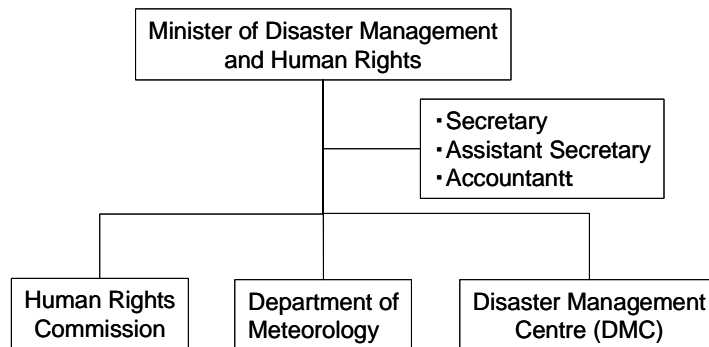 Minister of Disaster Management
and Human Rights
・Secretary
・Assistant Secretary
・Accountantt
Human Rights
Commission
Department of
Meteorology
Disaster Management
Centre (DMC)